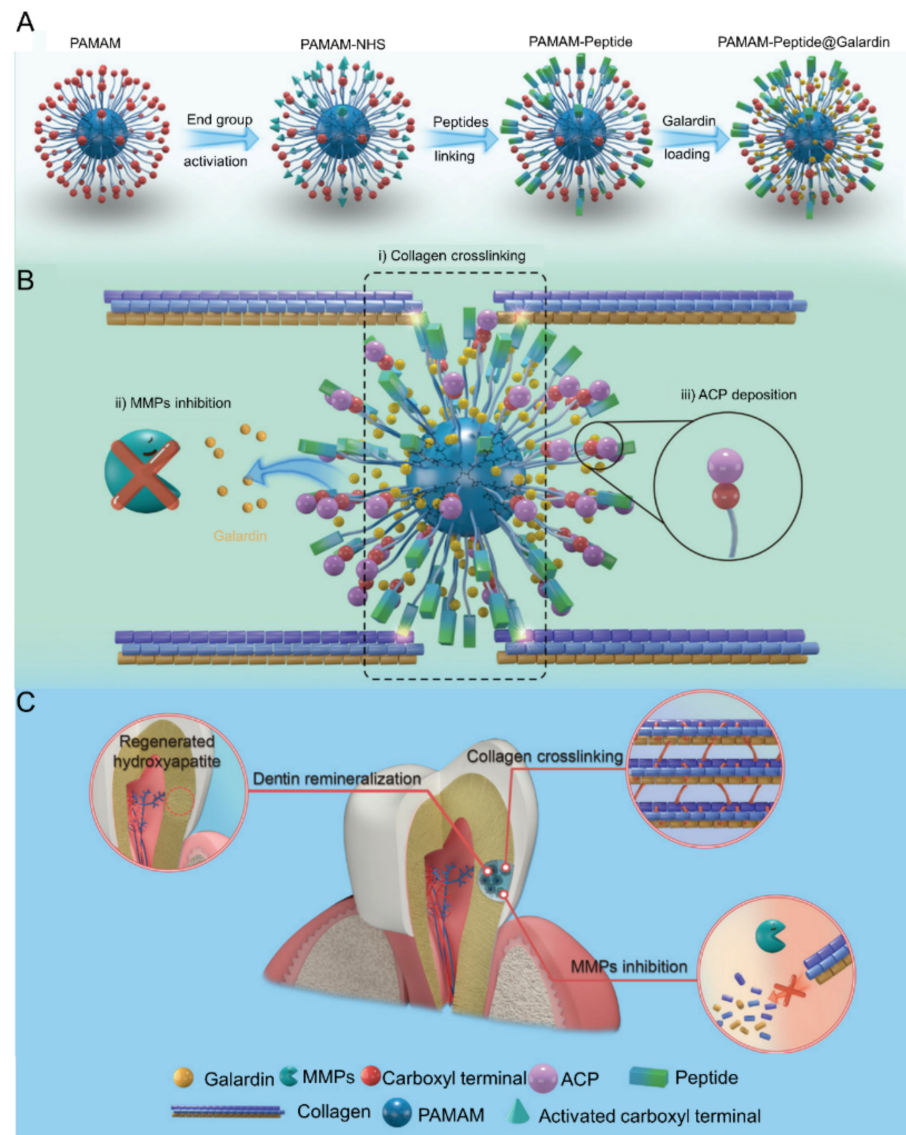 A
PAMAM
PAMAM-NHS
PAMAM-Peptide
PAMAM-Peptide@Galardin
End group
activiation
Peptides
linking
Galardin
loading
B
i) Collagen crosslinking
ii) MMPs inhibition
iii) ACP deposition
Galardin
C
Regenerated
hydroxyapatite
Dentin remineralization
Collagen crosslinking
MMPs inhibition
Galardin
MMPs
Carboxyl terminal
ACP
Peptide
Collagen
PAMAM
Activated carboxyl terminal